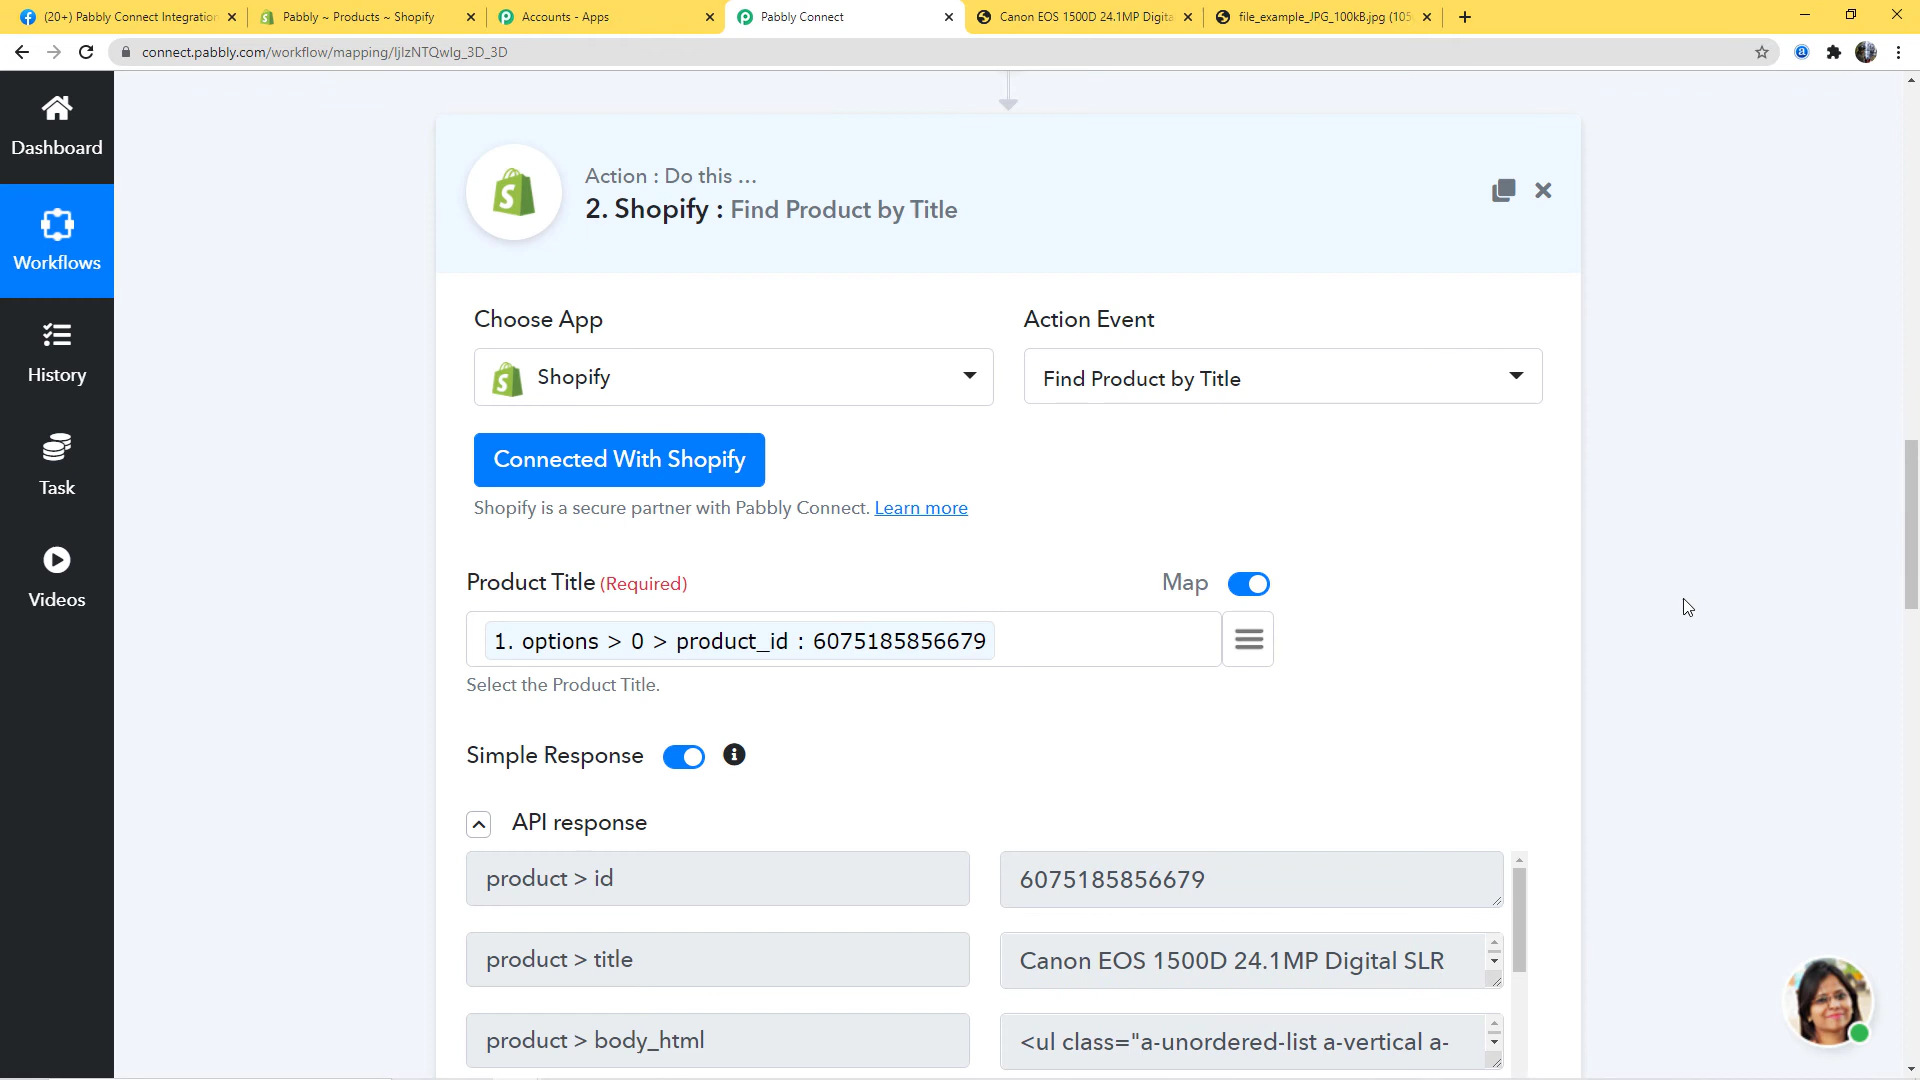 (20+) Pabbly Connect Integration
Pabbly ~ Products ~ Shopify
Accounts - Apps
Pabbly Connect
Canon EOS 1500D 24.1MP Digita
file_example_JPG_100kB.jpg (105
connect.pabbly.com/workflow/mapping/IjIzNTQwIg_3D_3D
Dashboard
Workflows
History
Task
Videos
Action : Do this ...
2. Shopify : Find Product by Title
Choose App
Action Event
Shopify
Find Product by Title
Connected With Shopify
Shopify is a secure partner with Pabbly Connect. Learn more
Product Title (Required)
Map
1. options > 0 > product_id : 6075185856679
Select the Product Title.
Simple Response
API response
product > id
6075185856679
product > title
Canon EOS 1500D 24.1MP Digital SLR
product > body_html
<ul class="a-unordered-list a-vertical a-